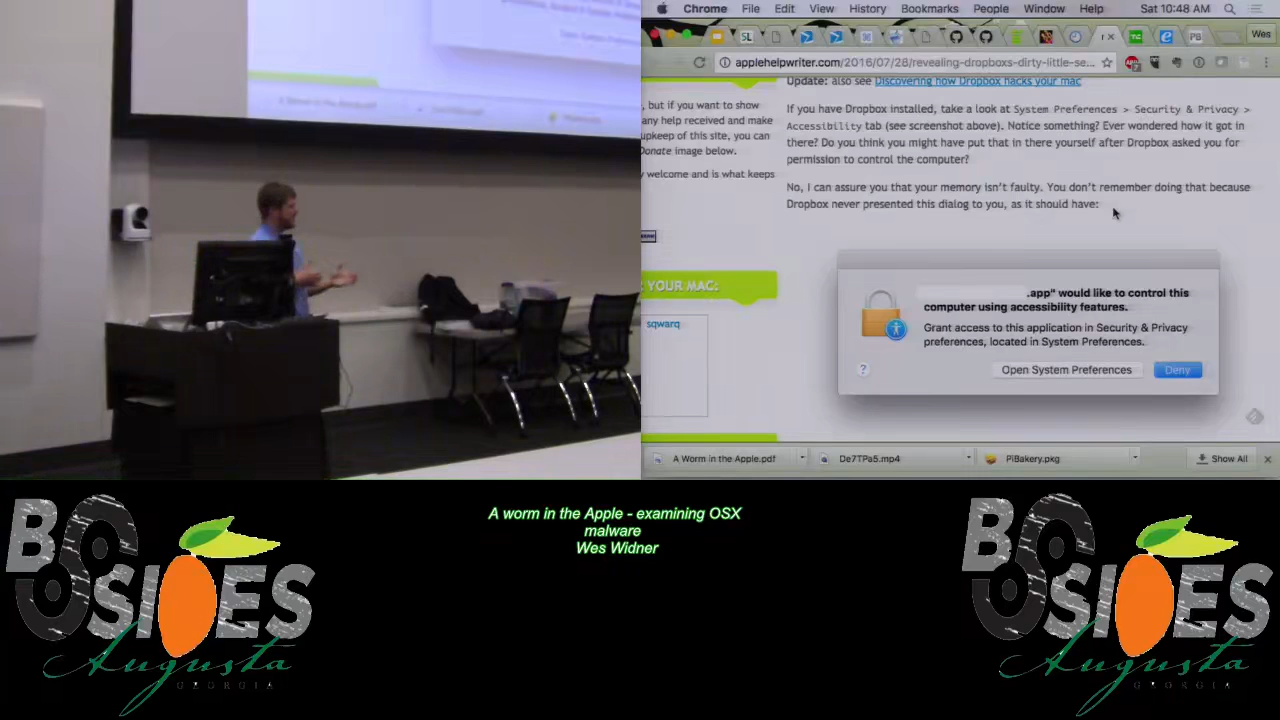 Chrome File Edit View History Bookmarks People Window Help Sat 10:48 AM
Wes
applehelpwriter.com/2016/07/28/revealing-dropboxs-dirty-little-se...
Update: also see Discovering how Dropbox hacks your mac
, but if you want to show
any help received and make
upkeep of this site, you can
Donate image below.
welcome and is what keeps
If you have Dropbox installed, take a look at System Preferences > Security & Privacy >
Accessibility tab (see screenshot above). Notice something? Ever wondered how it got in
there? Do you think you might have put that in there yourself after Dropbox asked you for
permission to control the computer?
No, I can assure you that your memory isn't faulty. You don't remember doing that because
Dropbox never presented this dialog to you, as it should have:
YOUR MAC:
sqwarq
.app" would like to control this
computer using accessibility features.
Grant access to this application in Security & Privacy
preferences, located in System Preferences.
? Open System Preferences Deny
A Worm in the Apple.pdf De7TPa5.mp4 PiBakery.pkg Show All
A worm in the Apple - examining OSX
malware
Wes Widner
BSIDES
Augusta
GEORGIA
BSIDES
Augusta
GEORGIA